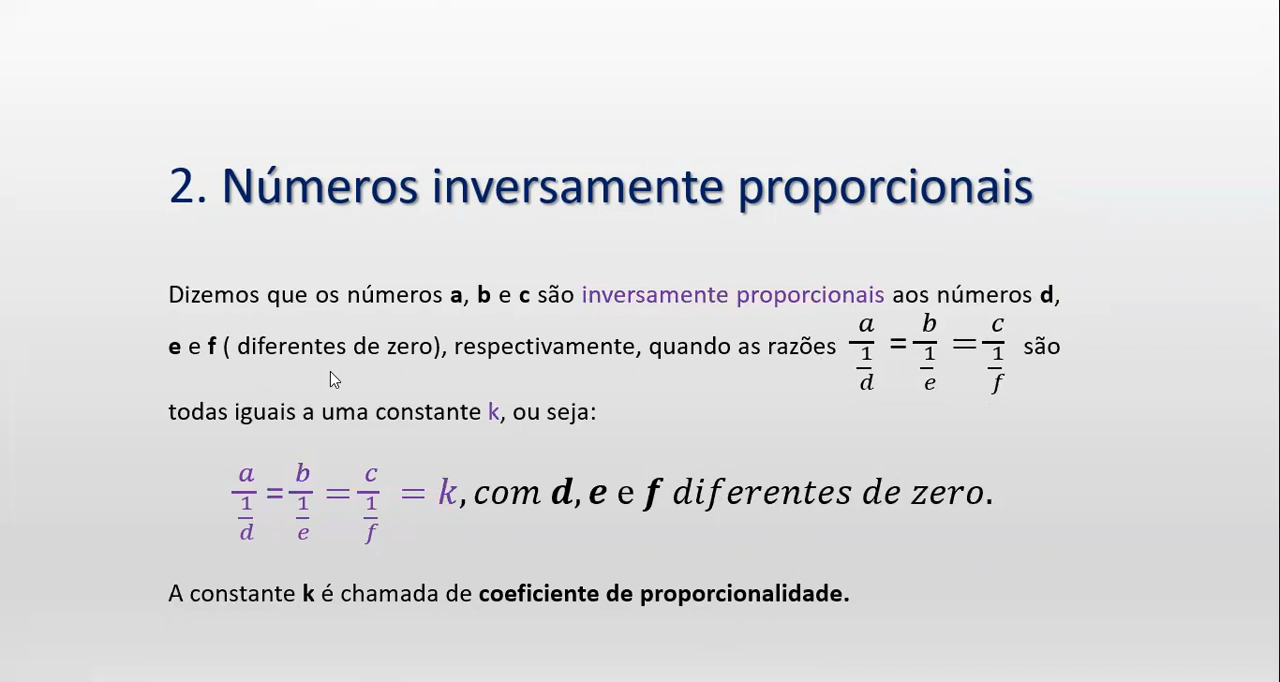 2. Números inversamente proporcionais
Dizemos que os números a, b e c são inversamente proporcionais aos números d,
e e f ( diferentes de zero), respectivamente, quando as razões a/(1/d) = b/(1/e) = c/(1/f) são
todas iguais a uma constante k, ou seja:
a/(1/d) = b/(1/e) = c/(1/f) = k, com d, e e f diferentes de zero.
A constante k é chamada de coeficiente de proporcionalidade.